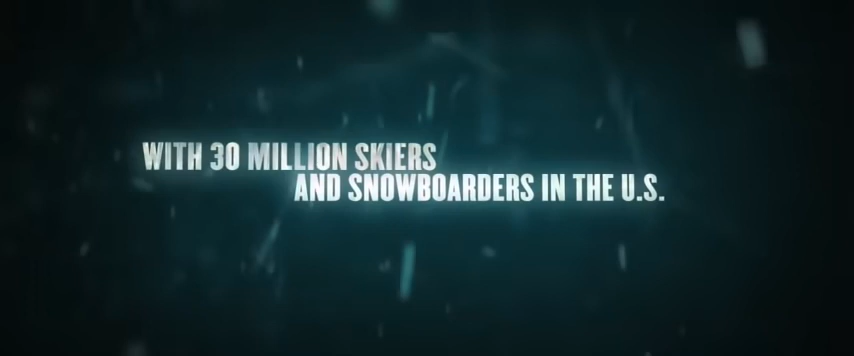 WITH 30 MILLION SKIERS
AND SNOWBOARDERS IN THE U.S.